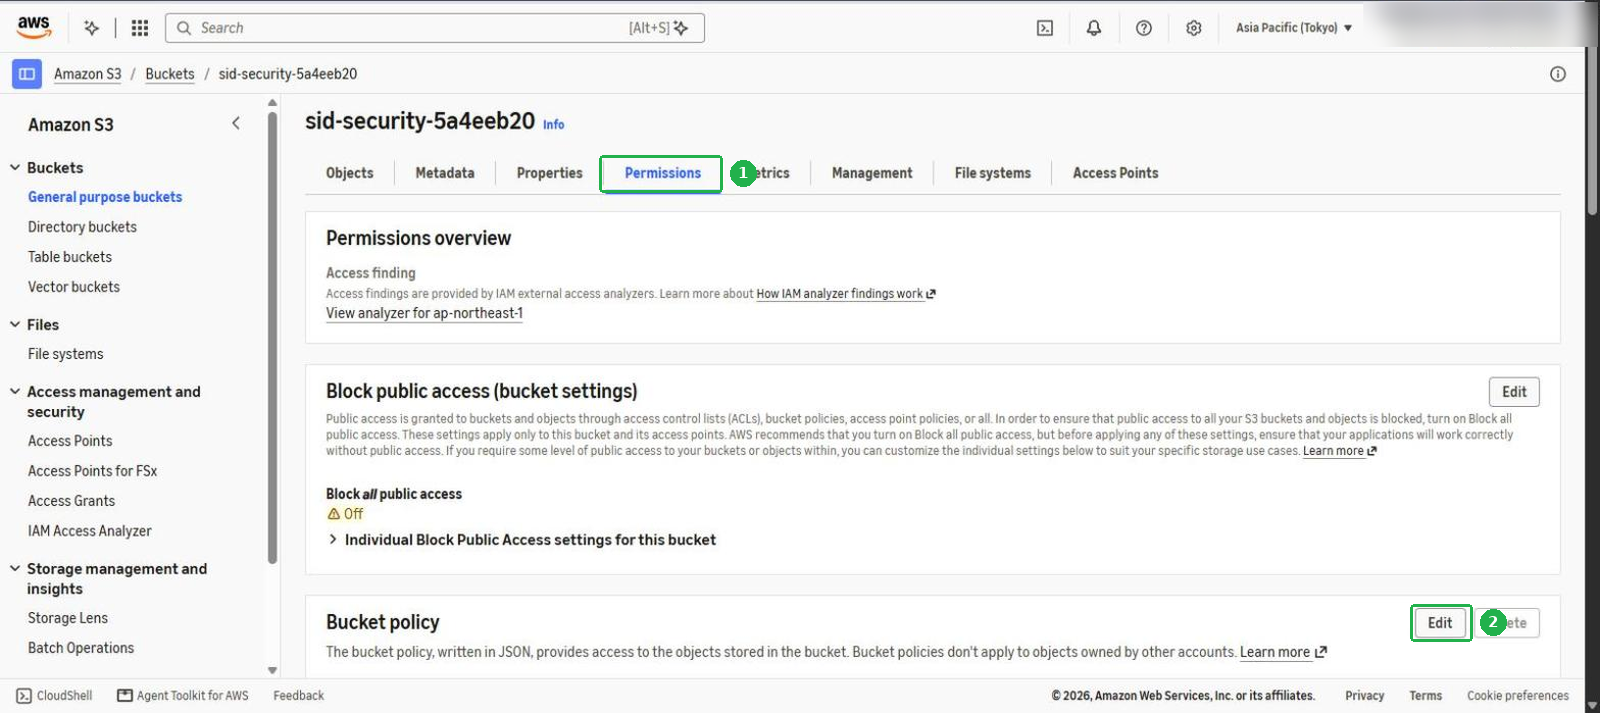 aws
Search [Alt+S]
Asia Pacific (Tokyo)
Amazon S3 / Buckets / sid-security-5a4eeb20
Amazon S3
Buckets
General purpose buckets
Directory buckets
Table buckets
Vector buckets
Files
File systems
Access management and
security
Access Points
Access Points for FSx
Access Grants
IAM Access Analyzer
Storage management and
insights
Storage Lens
Batch Operations
sid-security-5a4eeb20 Info
Objects Metadata Properties Permissions 1 etrics Management File systems Access Points
Permissions overview
Access finding
Access findings are provided by IAM external access analyzers. Learn more about How IAM analyzer findings work
View analyzer for ap-northeast-1
Block public access (bucket settings) Edit
Public access is granted to buckets and objects through access control lists (ACLs), bucket policies, access point policies, or all. In order to ensure that public access to all your S3 buckets and objects is blocked, turn on Block all
public access. These settings apply only to this bucket and its access points. AWS recommends that you turn on Block all public access, but before applying any of these settings, ensure that your applications will work correctly
without public access. If you require some level of public access to your buckets or objects within, you can customize the individual settings below to suit your specific storage use cases. Learn more
Block all public access
Off
Individual Block Public Access settings for this bucket
Bucket policy Edit 2 ete
The bucket policy, written in JSON, provides access to the objects stored in the bucket. Bucket policies don't apply to objects owned by other accounts. Learn more
CloudShell Agent Toolkit for AWS Feedback © 2026, Amazon Web Services, Inc. or its affiliates. Privacy Terms Cookie preferences